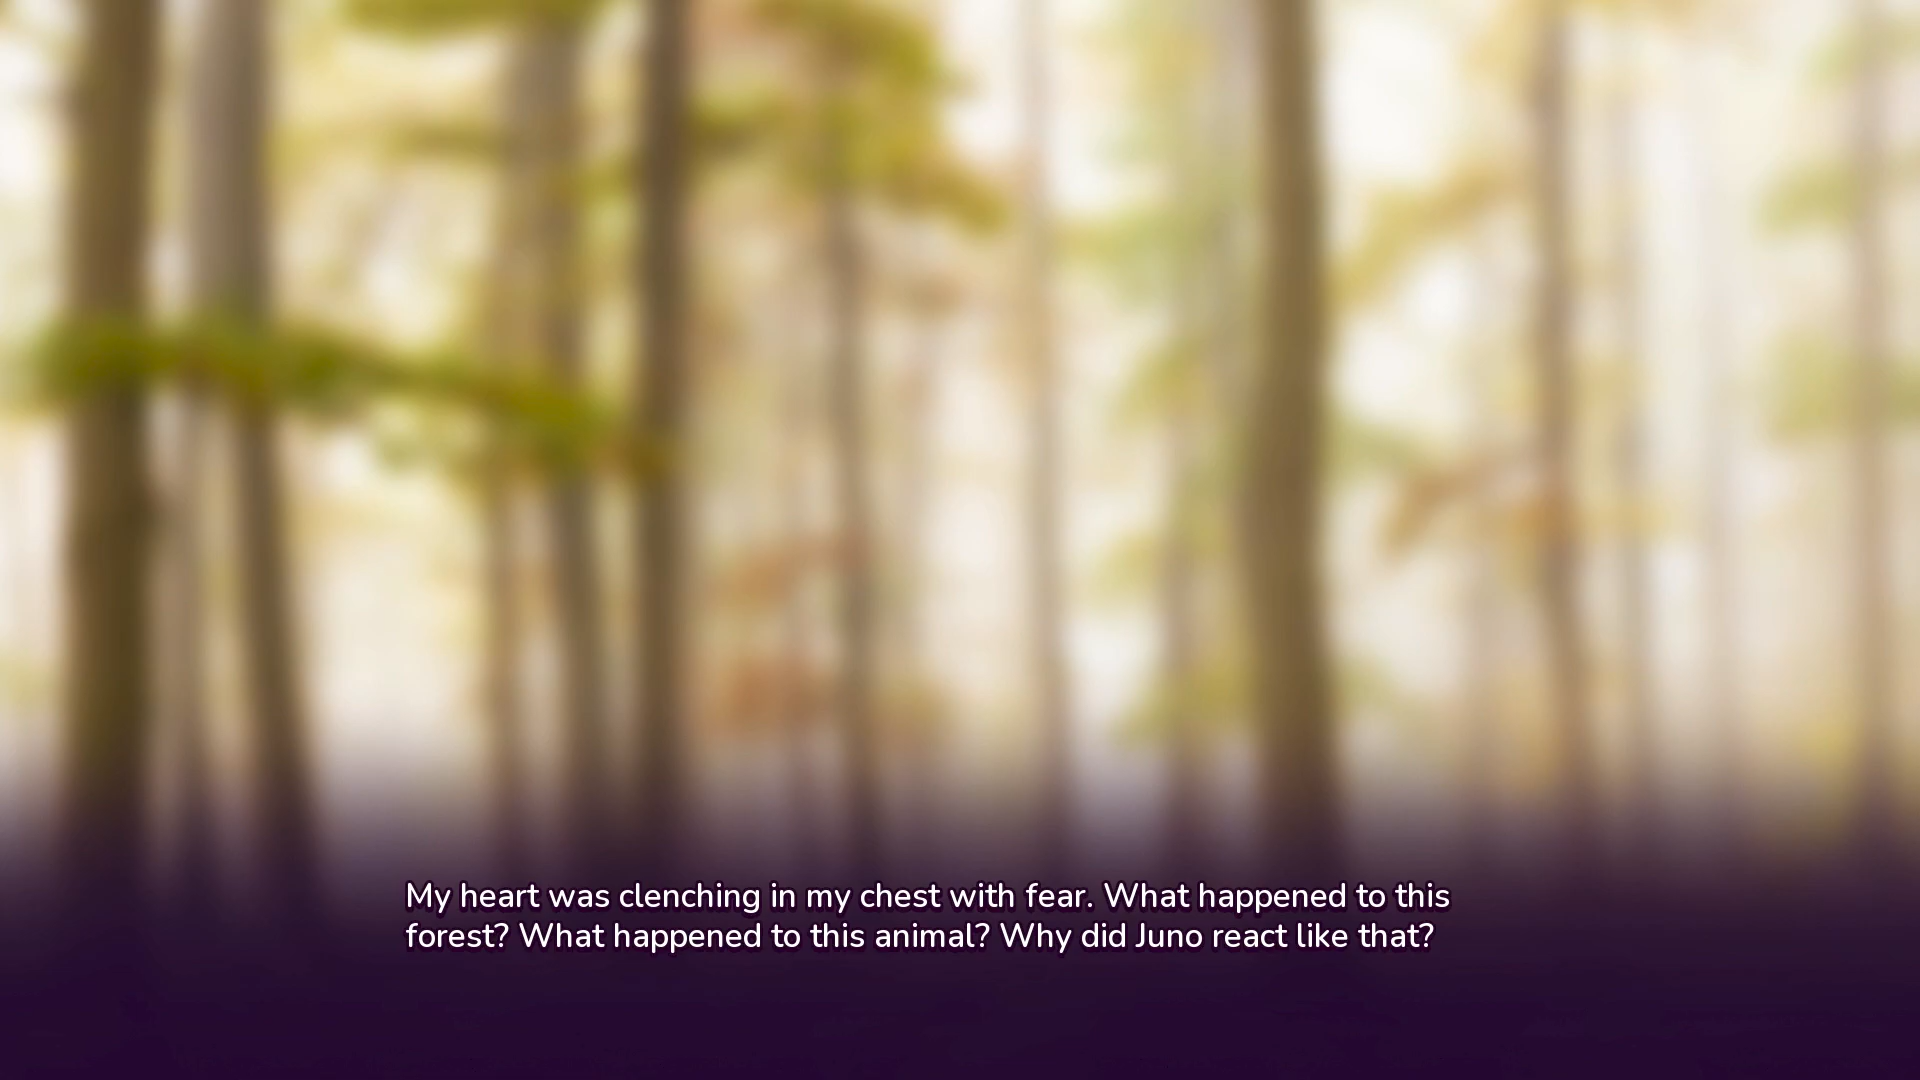 My heart was clenching in my chest with fear. What happened to this
forest? What happened to this animal? Why did Juno react like that?